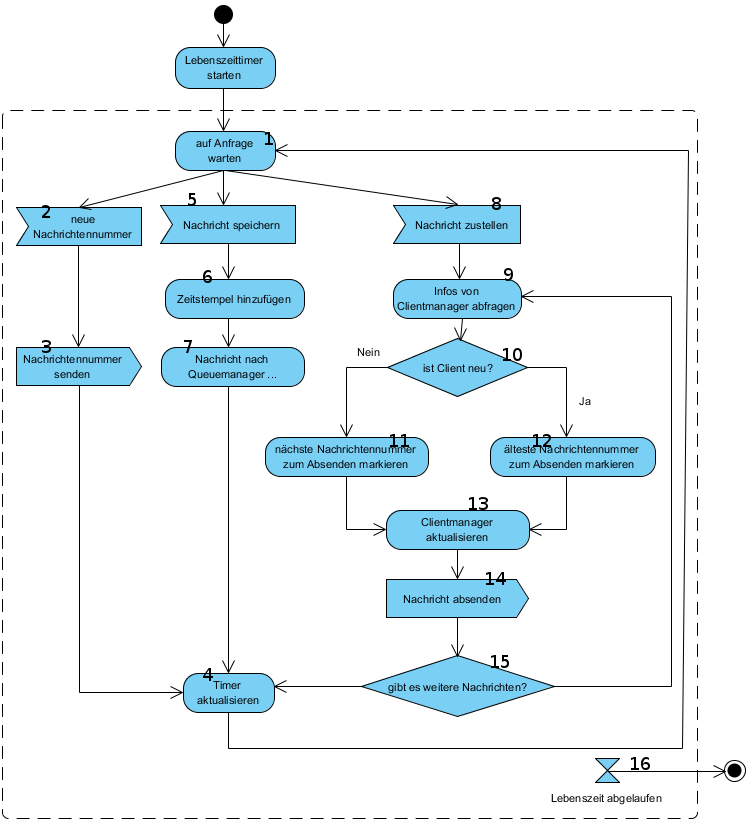 Lebenszeittimer
starten
auf Anfrage
warten
1
2
neue
Nachrichtennummer
5
Nachricht speichern
8
Nachricht zustellen
6
Zeitstempel hinzufügen
9
Infos von
Clientmanager abfragen
3
Nachrichtennummer
senden
7
Nachricht nach
Queuemanager ...
Nein
10
ist Client neu?
Ja
11
nächste Nachrichtennummer
zum Absenden markieren
12
älteste Nachrichtennummer
zum Absenden markieren
13
Clientmanager
aktualisieren
14
Nachricht absenden
4
Timer
aktualisieren
15
gibt es weitere Nachrichten?
16
Lebenszeit abgelaufen